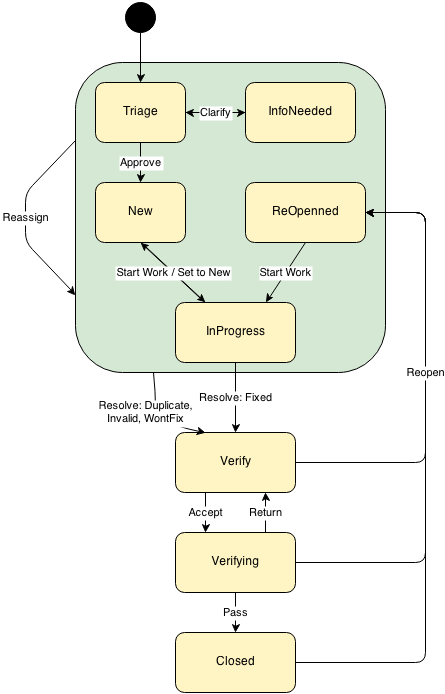 Triage
Clarify
InfoNeeded
Approve
New
ReOpenned
Reassign
Start Work / Set to New
Start Work
InProgress
Reopen
Resolve: Fixed
Resolve: Duplicate,
Invalid, WontFix
Verify
Accept
Return
Verifying
Pass
Closed